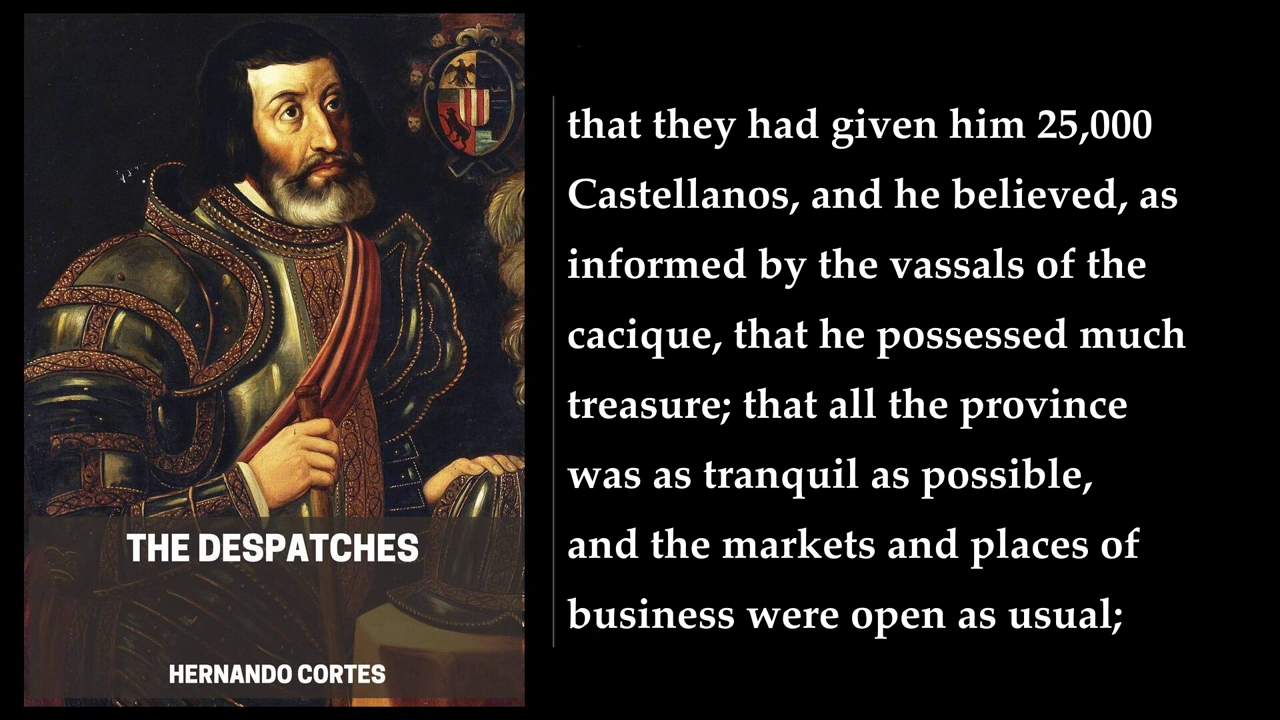 THE DESPATCHES
HERNANDO CORTES
that they had given him 25,000
Castellanos, and he believed, as
informed by the vassals of the
cacique, that he possessed much
treasure; that all the province
was as tranquil as possible,
and the markets and places of
business were open as usual;